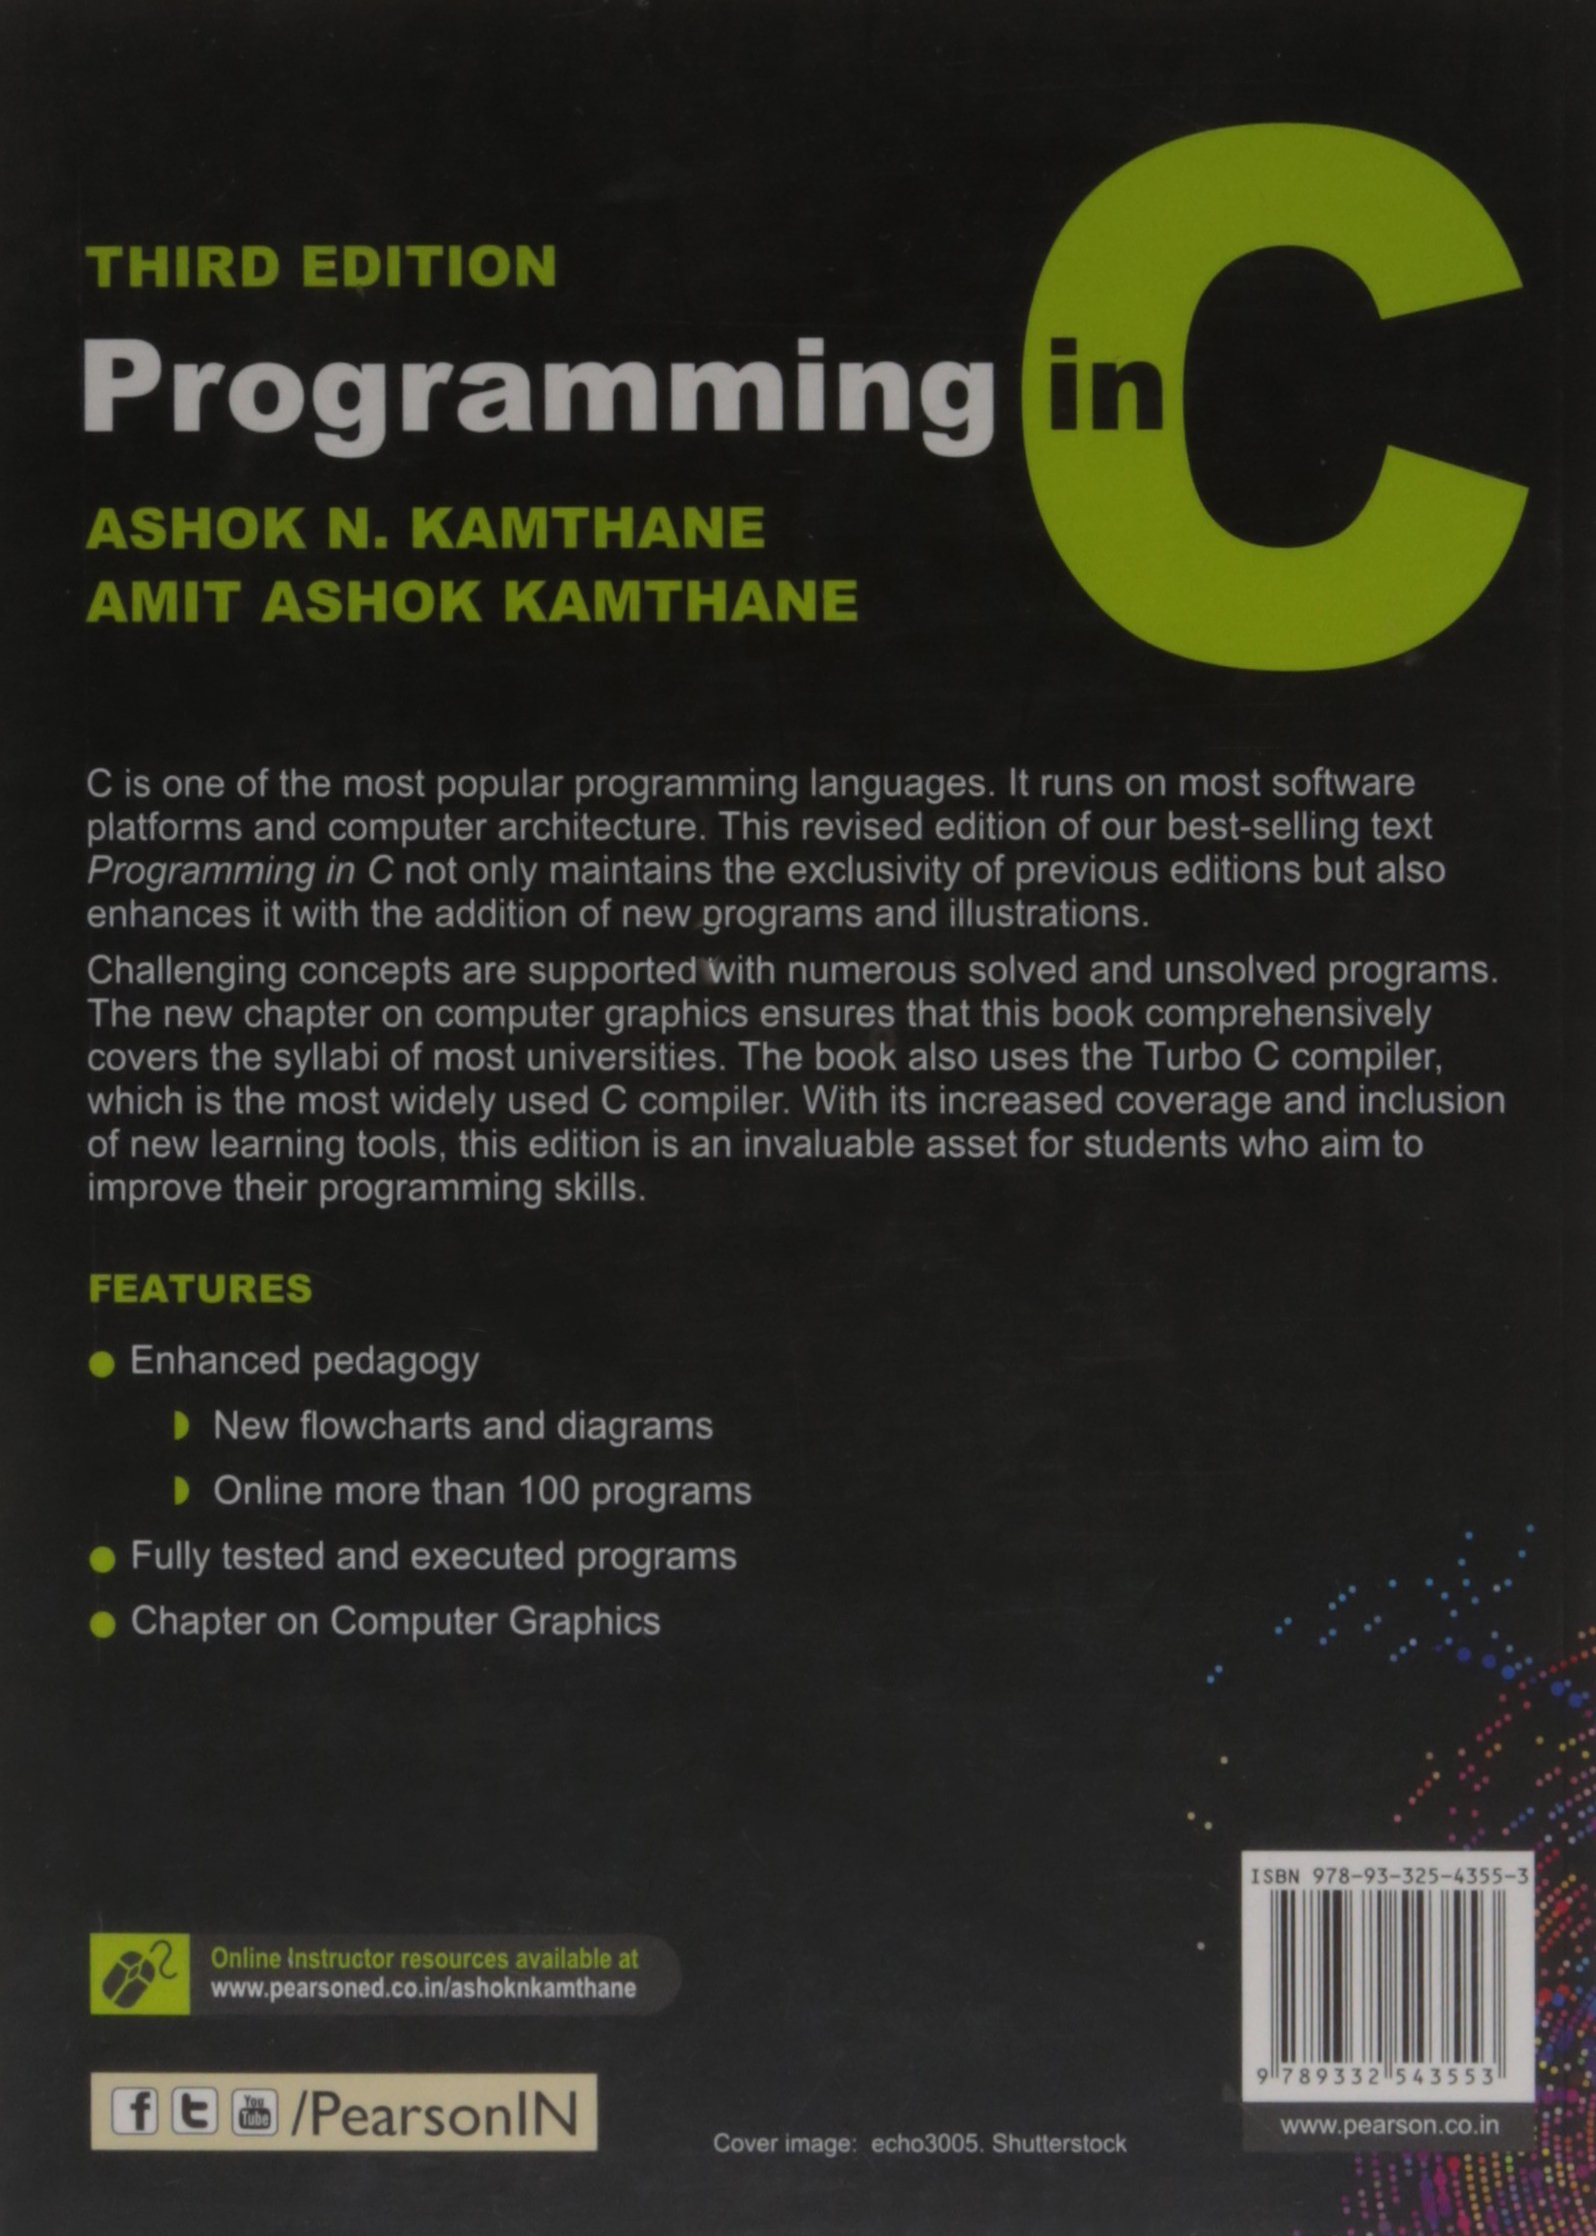 THIRD EDITION
Programming in C
ASHOK N. KAMTHANE
AMIT ASHOK KAMTHANE
C is one of the most popular programming languages. It runs on most software
platforms and computer architecture. This revised edition of our best-selling text
Programming in C not only maintains the exclusivity of previous editions but also
enhances it with the addition of new programs and illustrations.
Challenging concepts are supported with numerous solved and unsolved programs.
The new chapter on computer graphics ensures that this book comprehensively
covers the syllabi of most universities. The book also uses the Turbo C compiler,
which is the most widely used C compiler. With its increased coverage and inclusion
of new learning tools, this edition is an invaluable asset for students who aim to
improve their programming skills.
FEATURES
Enhanced pedagogy
New flowcharts and diagrams
Online more than 100 programs
Fully tested and executed programs
Chapter on Computer Graphics
ISBN 978-93-325-4355-3
9 789332 543553
www.pearson.co.in
Online Instructor resources available at
www.pearsoned.co.in/ashoknkamthane
f t You Tube /PearsonIN
Cover image: echo3005. Shutterstock